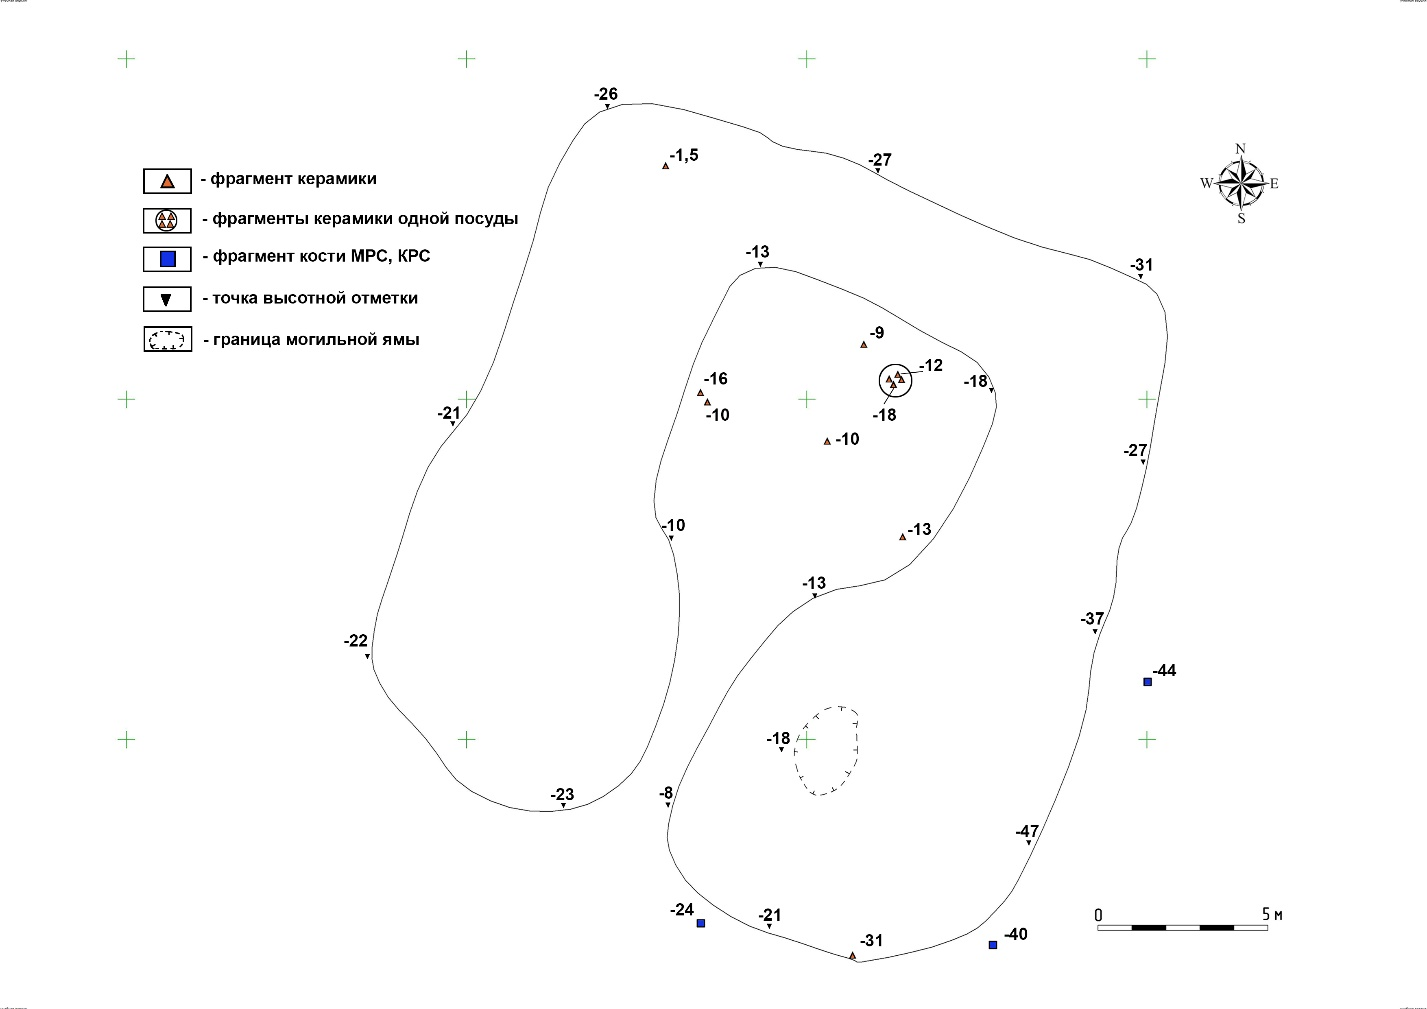 -26
-1,5
-27
N
W
E
S
- фрагмент керамики
- фрагменты керамики одной посуды
- фрагмент кости МРС, КРС
- точка высотной отметки
- граница могильной ямы
-13
-31
-9
-12
-18
-16
-10
-18
-21
-10
-27
-10
-13
-13
-37
-22
-44
-18
-23
-8
-47
-24
-21
-31
-40
0
5 м